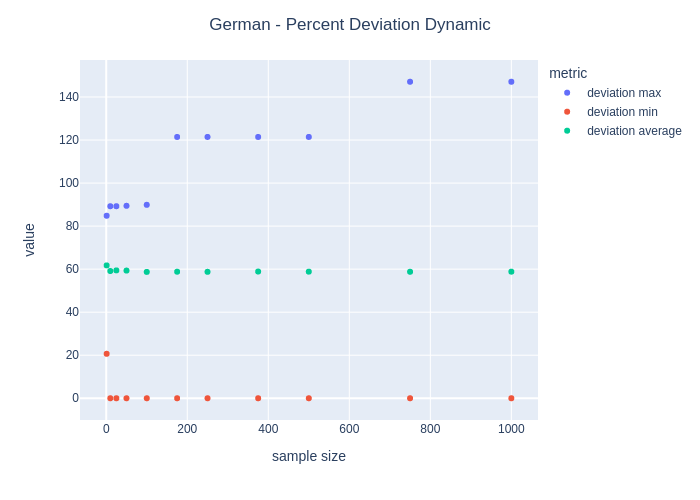 German - Percent Deviation Dynamic
metric
deviation max
deviation min
deviation average
value
140
120
100
80
60
40
20
0
0 200 400 600 800 1000
sample size